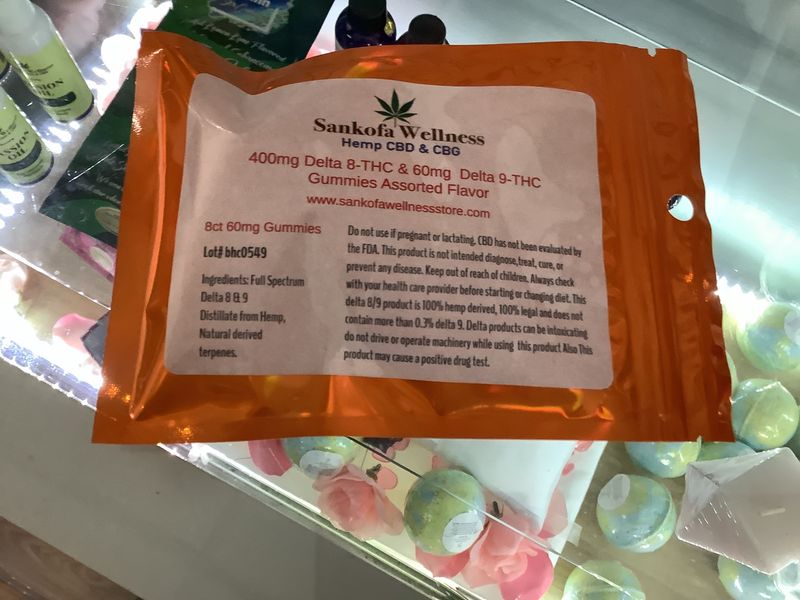 Sankofa Wellness
Hemp CBD & CBG
400mg Delta 8-THC & 60mg Delta 9-THC
Gummies Assorted Flavor
www.sankofawellnessstore.com
8ct 60mg Gummies
Lot# bhc0549
Ingredients: Full Spectrum
Delta 8 & 9
Distillate from Hemp,
Natural derived
terpenes.
Do not use if pregnant or lactating. CBD has not been evaluated by
the FDA. This product is not intended diagnose,treat, cure, or
prevent any disease. Keep out of reach of children. Always check
with your health care provider before starting or changing diet. This
delta 8/9 product is 100% hemp derived, 100% legal and does not
contain more than 0.3% delta 9. Delta products can be intoxicating
do not drive or operate machinery while using this product Also This
product may cause a positive drug test.